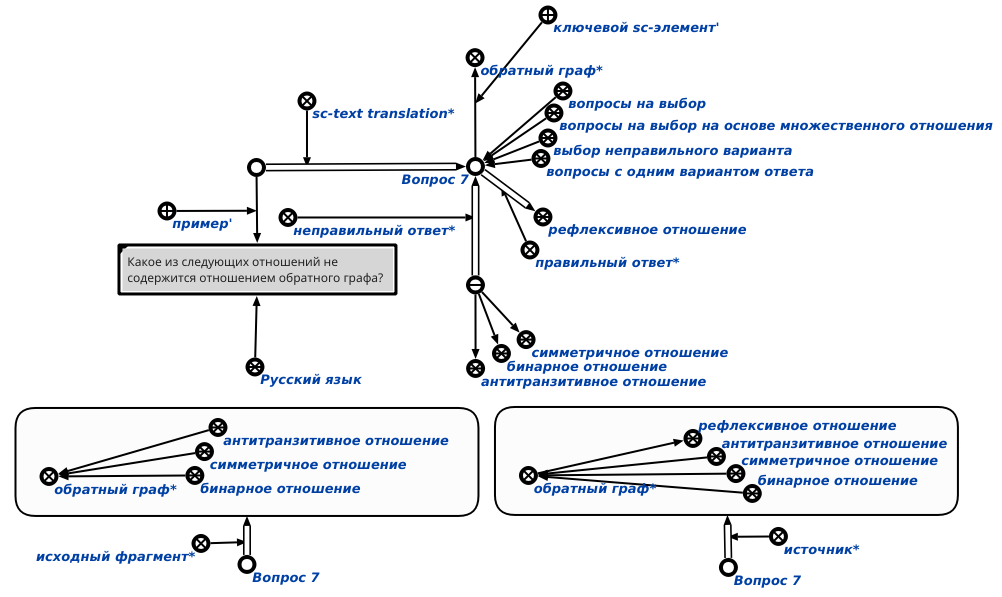 ключевой sc-элемент'
обратный граф*
вопросы на выбор
sc-text translation*
вопросы на выбор на основе множественного отношения
выбор неправильного варианта
вопросы с одним вариантом ответа
Вопрос 7
пример'
неправильный ответ*
рефлексивное отношение
правильный ответ*
Какое из следующих отношений не
содержится отношением обратного графа?
симметричное отношение
бинарное отношение
Русский язык
антитранзитивное отношение
антитранзитивное отношение
симметричное отношение
обратный граф*
бинарное отношение
исходный фрагмент*
Вопрос 7
рефлексивное отношение
антитранзитивное отношение
симметричное отношение
бинарное отношение
обратный граф*
источник*
Вопрос 7